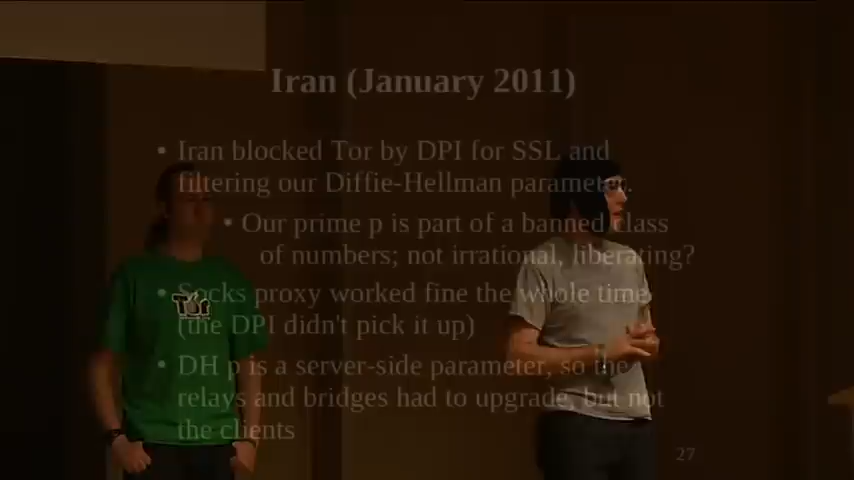 Iran (January 2011)
• Iran blocked Tor by DPI for SSL and
filtering our Diffie-Hellman parameter.
• Our prime p is part of a banned class
of numbers; not irrational, liberating?
• Socks proxy worked fine the whole time
(the DPI didn't pick it up)
• DH p is a server-side parameter, so the
relays and bridges had to upgrade, but not
the clients
Tor
27